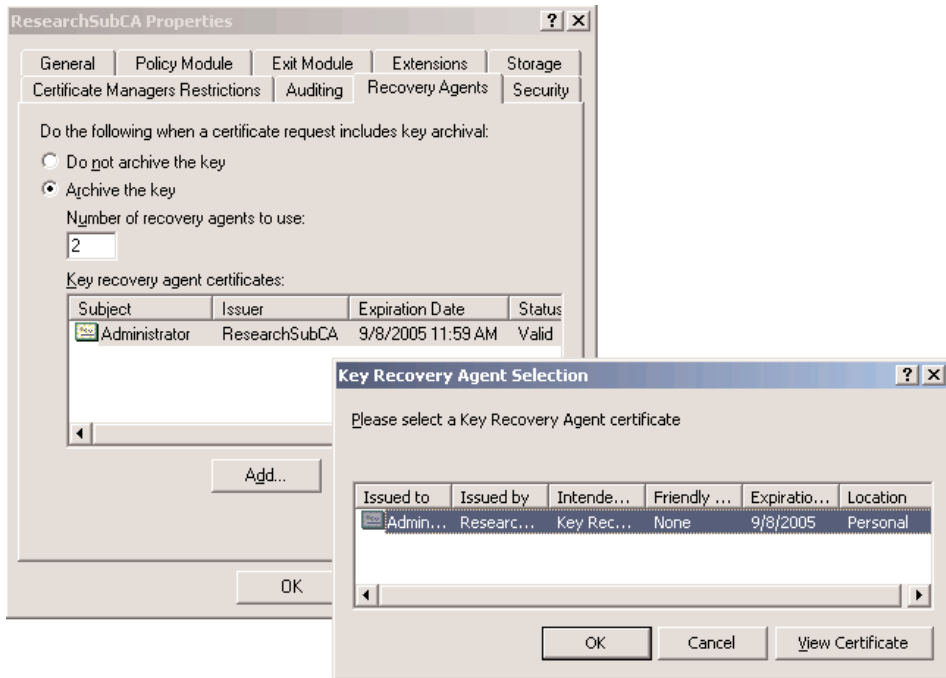 ResearchSubCA Properties
General Policy Module Exit Module Extensions Storage
Certificate Managers Restrictions Auditing Recovery Agents Security
Do the following when a certificate request includes key archival:
Do not archive the key
Archive the key
Number of recovery agents to use:
2
Key recovery agent certificates:
Subject Issuer Expiration Date Status
Administrator ResearchSubCA 9/8/2005 11:59 AM Valid
Add...
OK
Key Recovery Agent Selection
Please select a Key Recovery Agent certificate
Issued to Issued by Intende... Friendly ... Expiratio... Location
Admin... Researc... Key Rec... None 9/8/2005 Personal
OK Cancel View Certificate